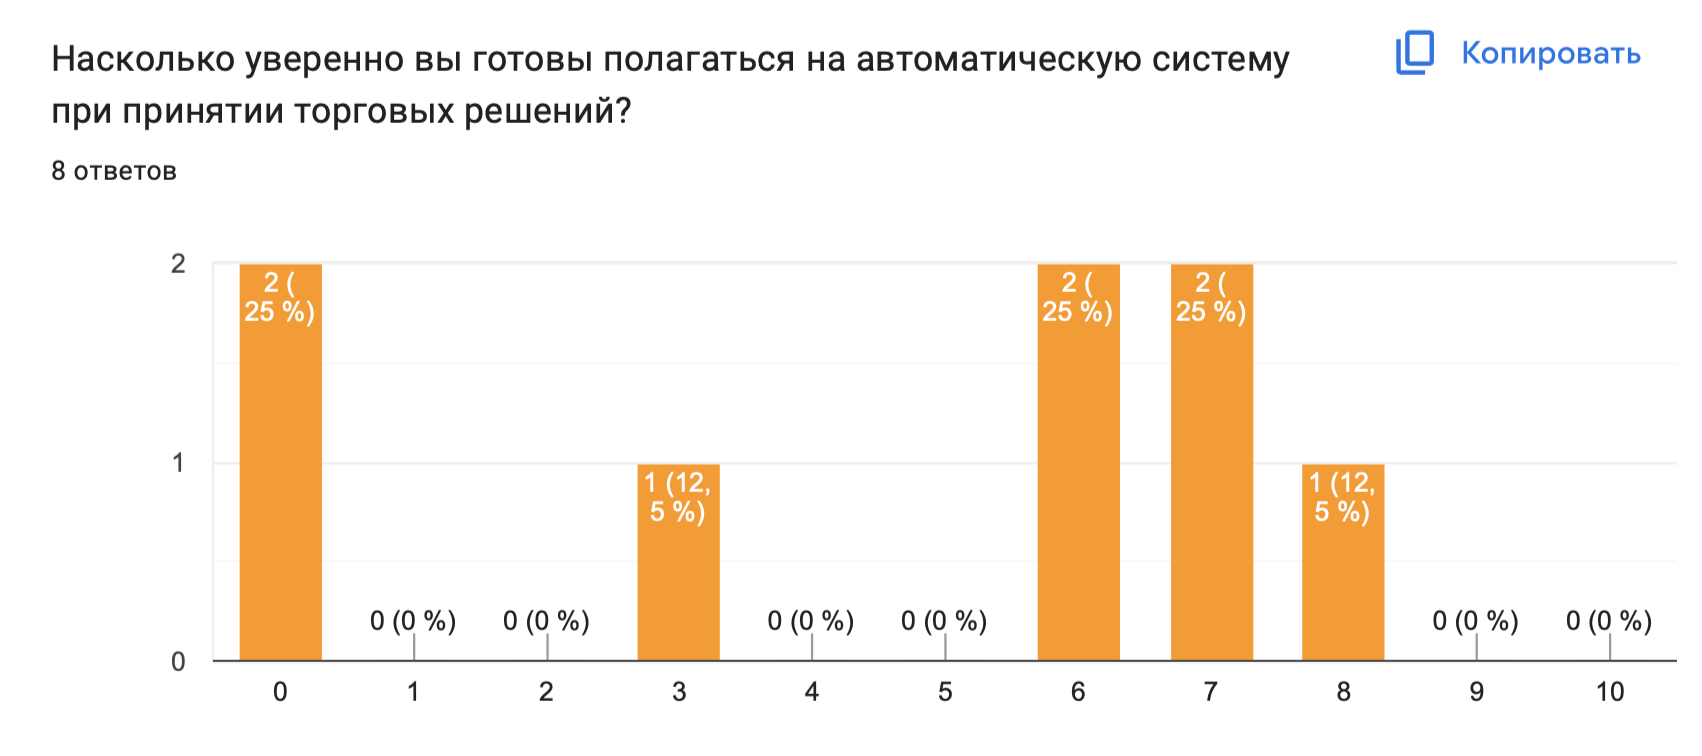 Насколько уверенно вы готовы полагаться на автоматическую систему
при принятии торговых решений?
Копировать
8 ответов
2
1
0
2 (
25 %)
0 (0 %)
0 (0 %)
1 (12,
5 %)
0 (0 %)
0 (0 %)
2 (
25 %)
2 (
25 %)
1 (12,
5 %)
0 (0 %)
0 (0 %)
0 1 2 3 4 5 6 7 8 9 10